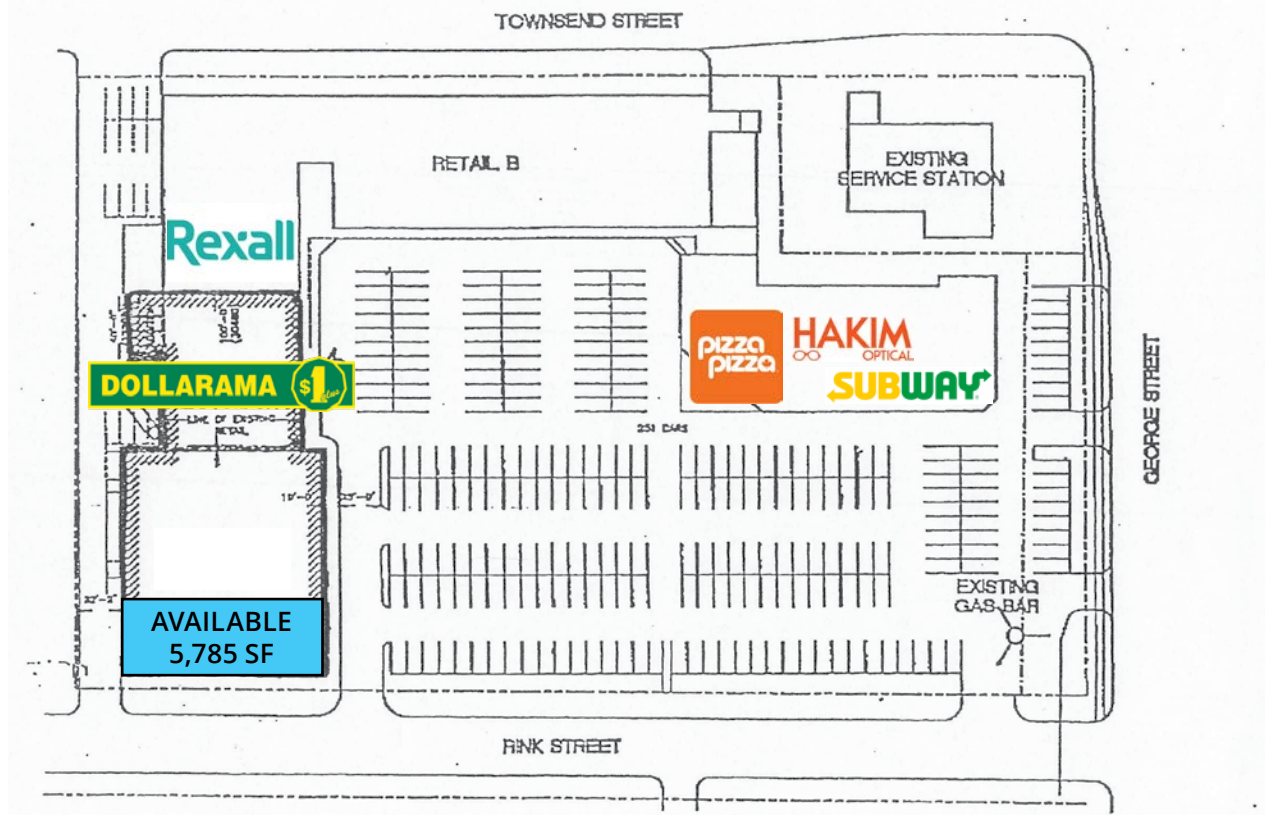 TOWNSEND STREET
RETAIL B
EXISTING
SERVICE STATION
Rexall
pizza
pizza
HAKIM
OPTICAL
SUBWAY
DOLLARAMA $1 plus
LINE OF EXISTING
RETAIL
251 CARS
GEORGE STREET
EXISTING
GAS BAR
AVAILABLE
5,785 SF
RINK STREET